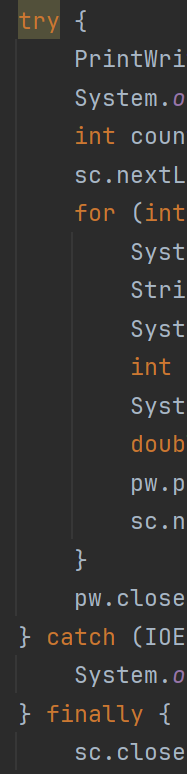 try {
PrintWri
System.o
int coun
sc.nextL
for (int
Syst
Stri
Syst
int
Syst
doub
pw.p
sc.n
}
pw.close
} catch (IOE
System.o
} finally {
sc.close